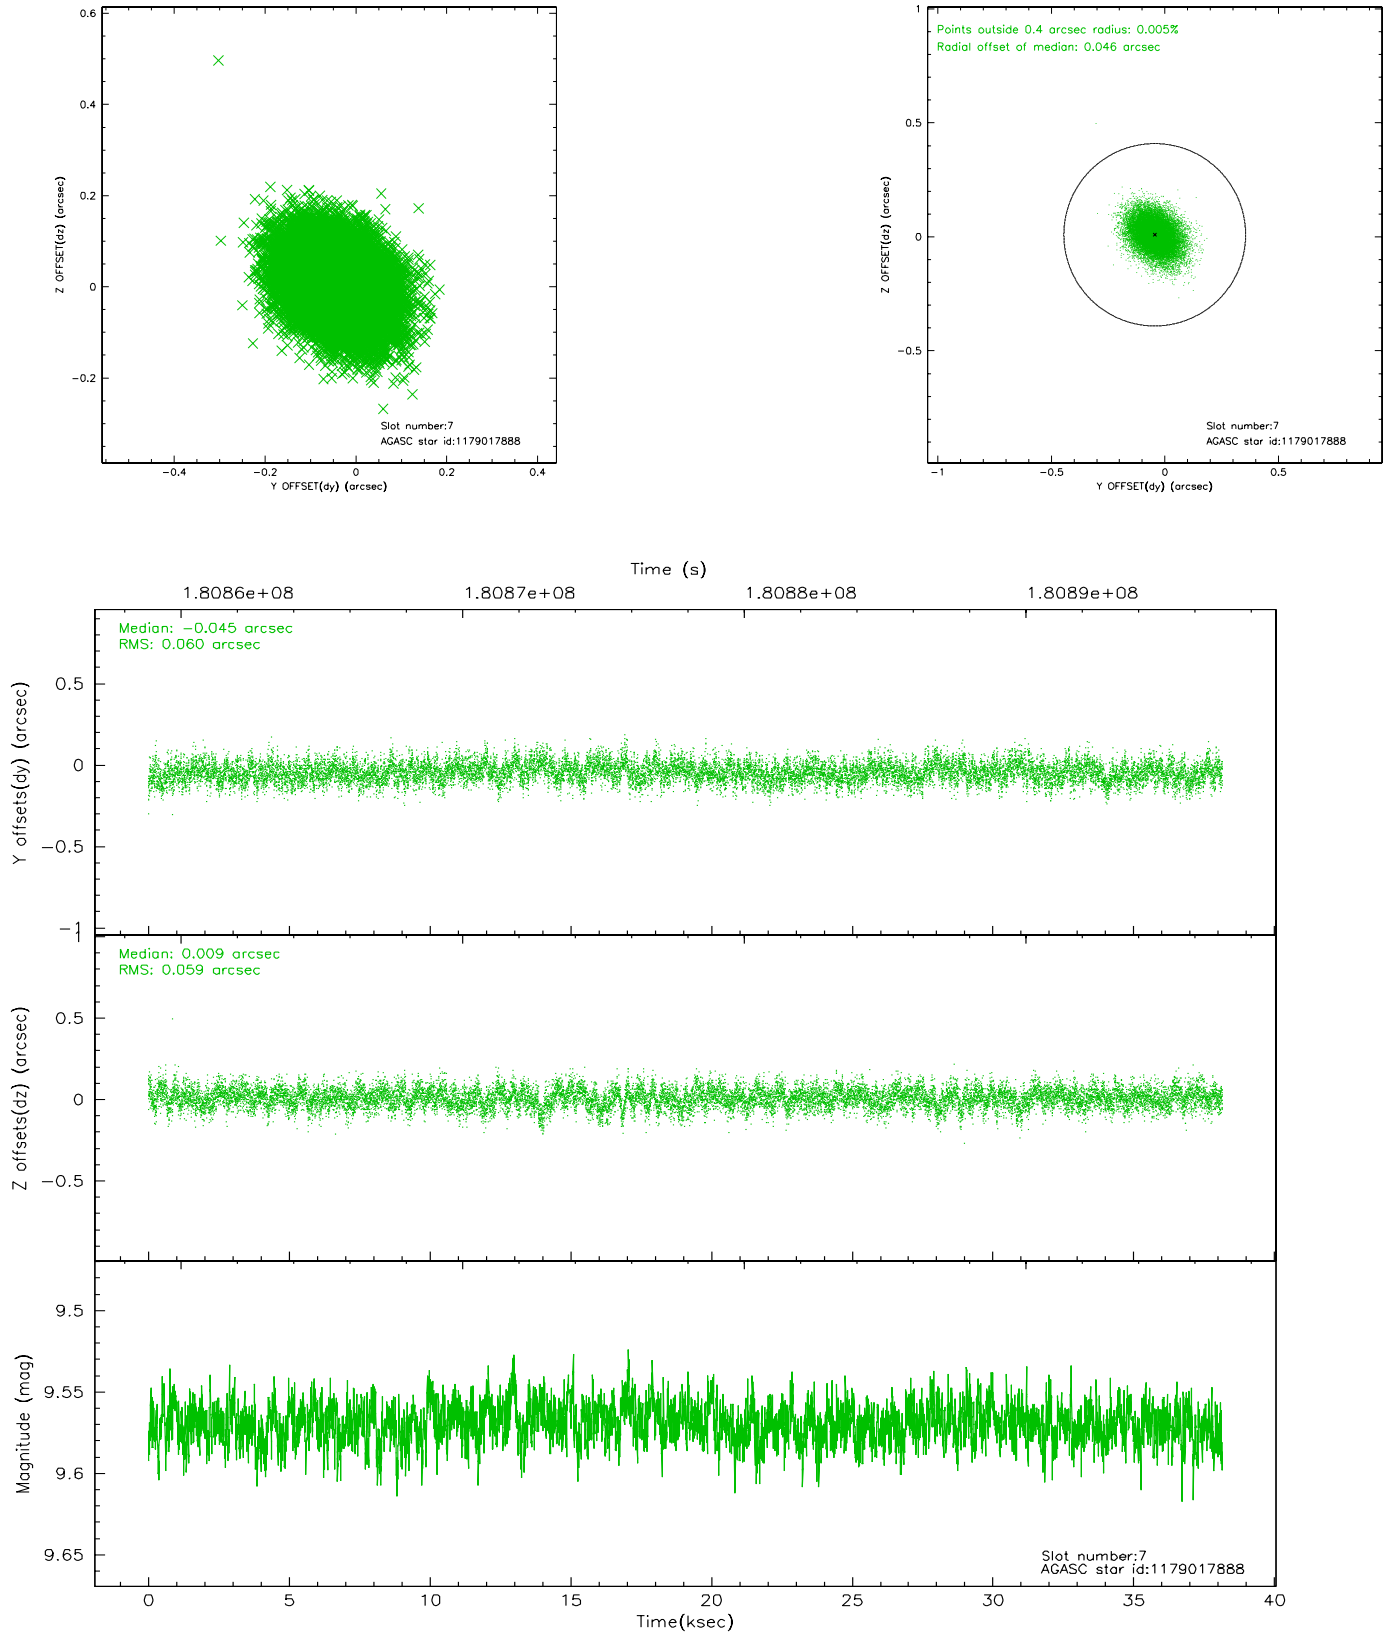 0.6
0.4
0.2
0
−0.2
Z OFFSET(dz) (arcsec)
Slot number:7
AGASC star id:1179017888
−0.4
−0.2
0
0.2
0.4
Y OFFSET(dy) (arcsec)
1
0.5
0
−0.5
Z OFFSET(dz) (arcsec)
Points outside 0.4 arcsec radius: 0.005%
Radial offset of median: 0.046 arcsec
Slot number:7
AGASC star id:1179017888
−1
−0.5
0
0.5
Y OFFSET(dy) (arcsec)
Time (s)
1.8086e+08
1.8087e+08
1.8088e+08
1.8089e+08
Median: −0.045 arcsec
RMS: 0.060 arcsec
0.5
0
−0.5
−1
Y offsets(dy) (arcsec)
1
Median: 0.009 arcsec
RMS: 0.059 arcsec
0.5
0
−0.5
Z offsets(dz) (arcsec)
9.5
9.55
9.6
9.65
Magnitude (mag)
Slot number:7
AGASC star id:1179017888
0
5
10
15
20
25
30
35
40
Time(ksec)